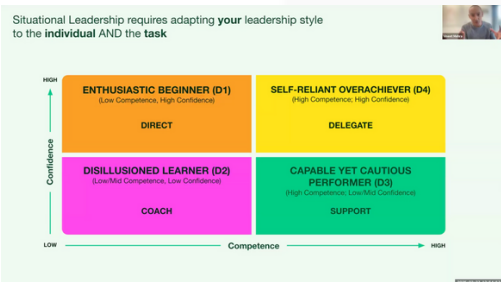 Situational Leadership requires adapting your leadership style
to the individual AND the task
HIGH
ENTHUSIASTIC BEGINNER (D1)
(Low Competence, High Confidence)
DIRECT
SELF-RELIANT OVERACHIEVER (D4)
(High Competence; High Confidence)
DELEGATE
Confidence
DISILLUSIONED LEARNER (D2)
(Low/Mid Competence, Low Confidence)
COACH
CAPABLE YET CAUTIOUS
PERFORMER (D3)
(High Competence; Low/Mid Confidence)
SUPPORT
LOW
Competence
HIGH